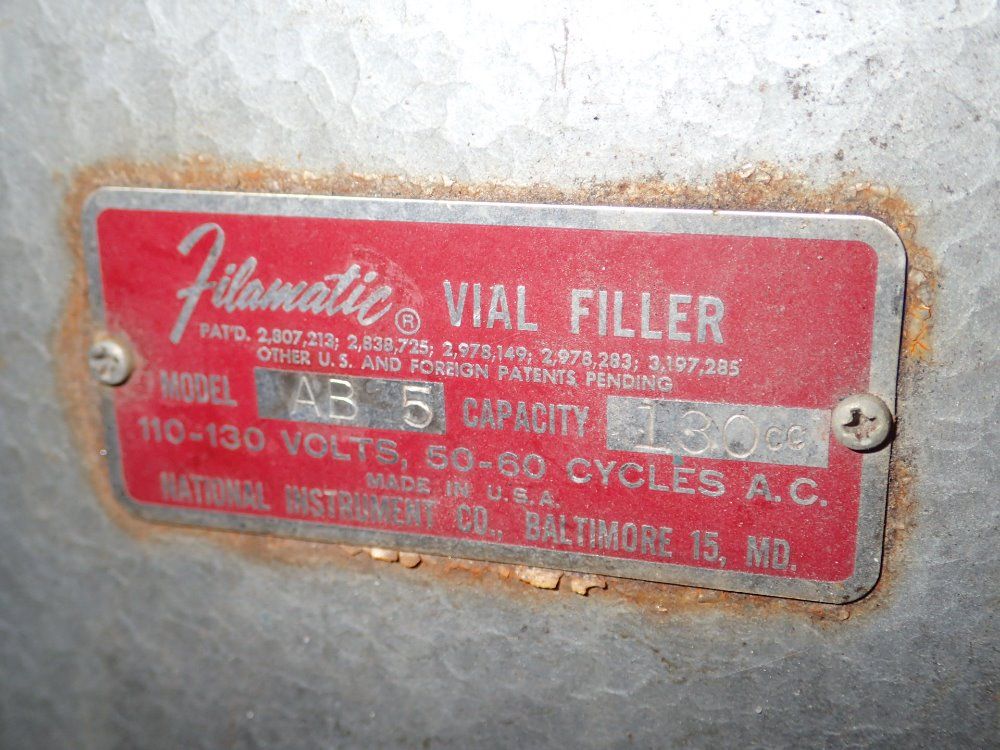 Filamatic® VIAL FILLER
PAT'D. 2,807,213; 2,838,725; 2,978,149; 2,978,283; 3,197,285
OTHER U.S. AND FOREIGN PATENTS PENDING
MODEL AB 5 CAPACITY 130cc
110-130 VOLTS, 50-60 CYCLES A.C.
MADE IN U.S.A.
NATIONAL INSTRUMENT CO., BALTIMORE 15, MD.